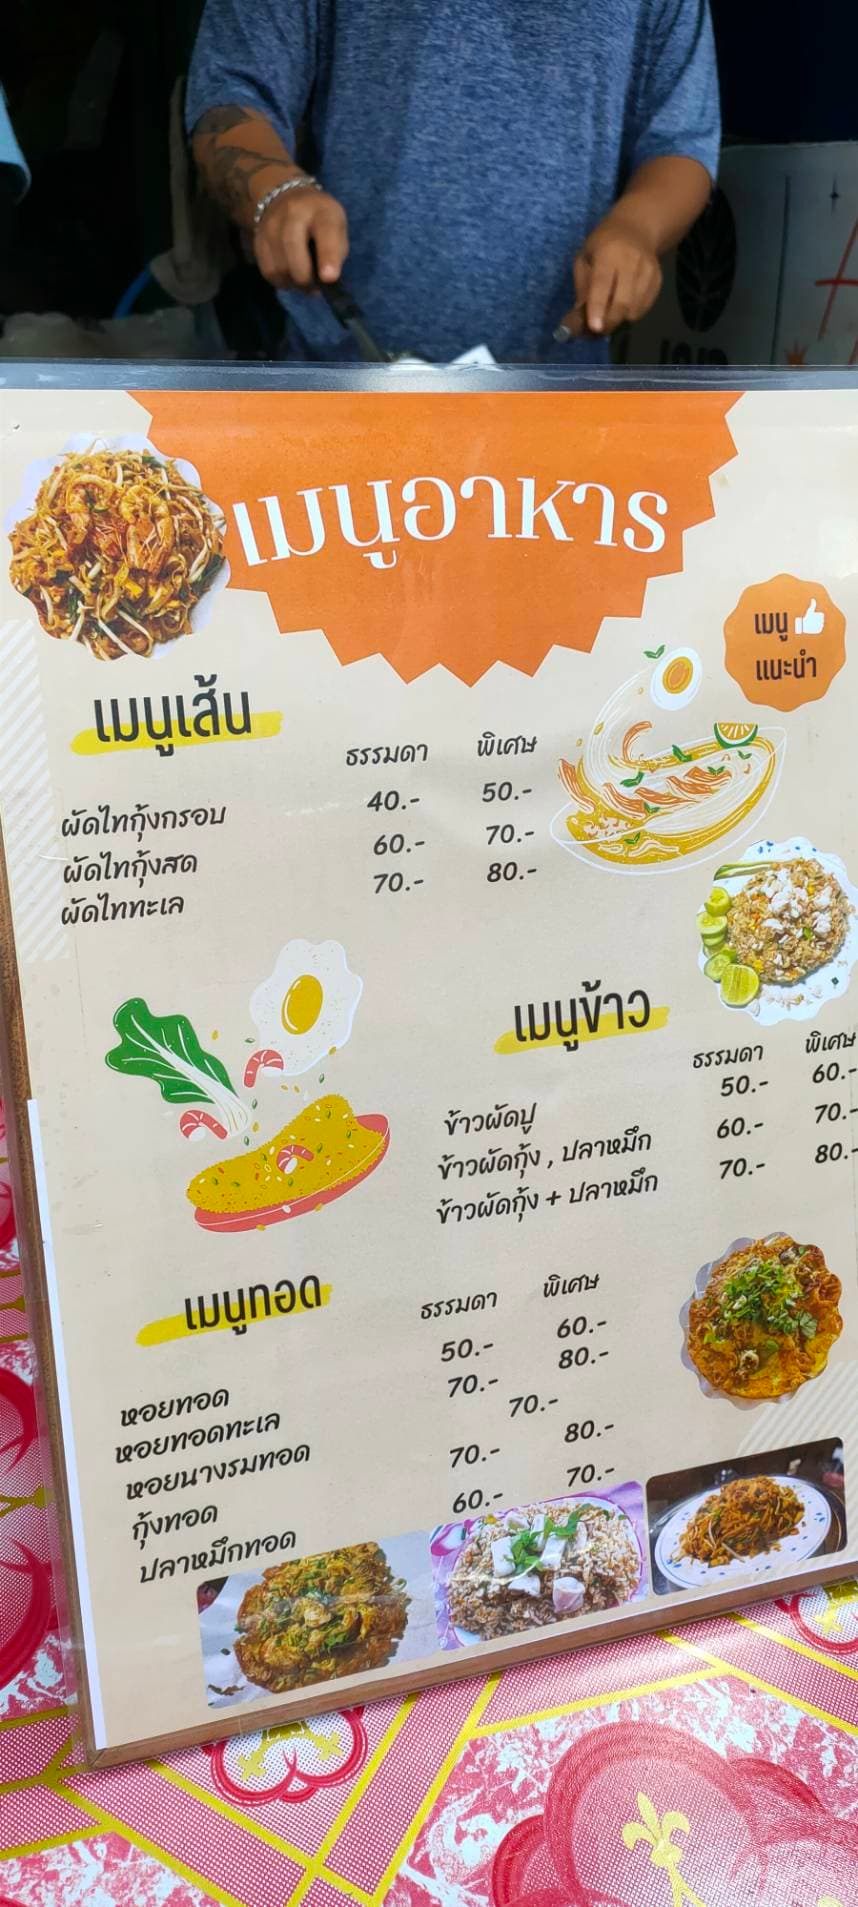 เมนูอาหาร
เมนู
แนะนำ
เมนูเส้น
ธรรมดา พิเศษ
ผัดไทกุ้งกรอบ 40.- 50.-
ผัดไทกุ้งสด 60.- 70.-
ผัดไททะเล 70.- 80.-
เมนูข้าว
ธรรมดา พิเศษ
ข้าวผัดปู 50.- 60.-
ข้าวผัดกุ้ง , ปลาหมึก 60.- 70.-
ข้าวผัดกุ้ง + ปลาหมึก 70.- 80.-
เมนูทอด
ธรรมดา พิเศษ
หอยทอด 50.- 60.-
หอยทอดทะเล 70.- 80.-
หอยนางรมทอด 70.-
กุ้งทอด 70.- 80.-
ปลาหมึกทอด 60.- 70.-